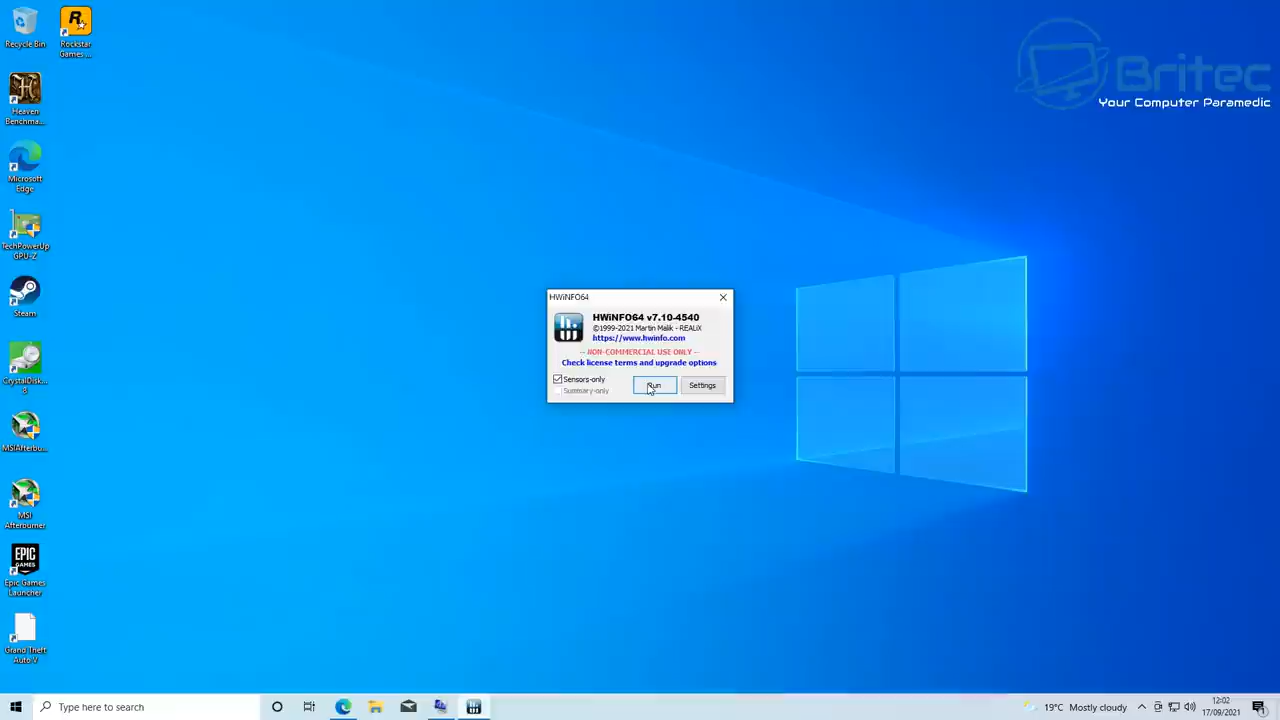 Recycle Bin
Rockstar
Games ...
Heaven
Benchma...
Microsoft
Edge
TechPowerUp
GPU-Z
Steam
CrystalDisk...
8
MSIAfterbu...
MSI
Afterburner
EPIC
GAMES
Epic Games
Launcher
Grand Theft
Auto V
Britec
Your Computer Paramedic
HWiNFO64
HWiNFO64 v7.10-4540
©1999-2021 Martin Malik - REALiX
https://www.hwinfo.com
-- NON-COMMERCIAL USE ONLY --
Check license terms and upgrade options
Sensors-only
Run
Settings
Summary-only
Type here to search
19°C Mostly cloudy
12:02
17/09/2021
1